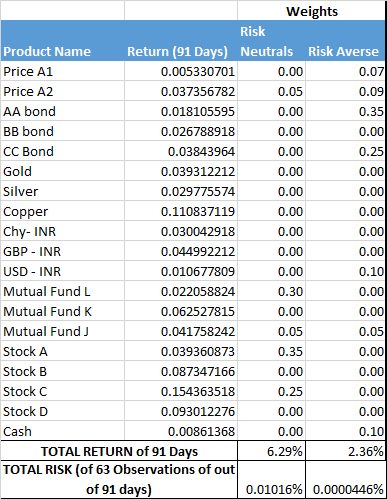 Weights
Product Name Return (91 Days) Risk Neutrals Risk Averse
Price A1 0.005330701 0.00 0.07
Price A2 0.037356782 0.05 0.09
AA bond 0.018105595 0.00 0.35
BB bond 0.026788918 0.00 0.00
CC Bond 0.03843964 0.00 0.25
Gold 0.039312212 0.00 0.00
Silver 0.029775574 0.00 0.00
Copper 0.110837119 0.00 0.00
Chy- INR 0.030042918 0.00 0.00
GBP - INR 0.044992212 0.00 0.00
USD - INR 0.010677809 0.00 0.10
Mutual Fund L 0.022058824 0.30 0.00
Mutual Fund K 0.062527815 0.00 0.00
Mutual Fund J 0.041758242 0.05 0.05
Stock A 0.039360873 0.35 0.00
Stock B 0.087347166 0.00 0.00
Stock C 0.154363518 0.25 0.00
Stock D 0.093012276 0.00 0.00
Cash 0.00861368 0.00 0.10
TOTAL RETURN of 91 Days 6.29% 2.36%
TOTAL RISK (of 63 Observations of out
of 91 days) 0.01016% 0.0000446%